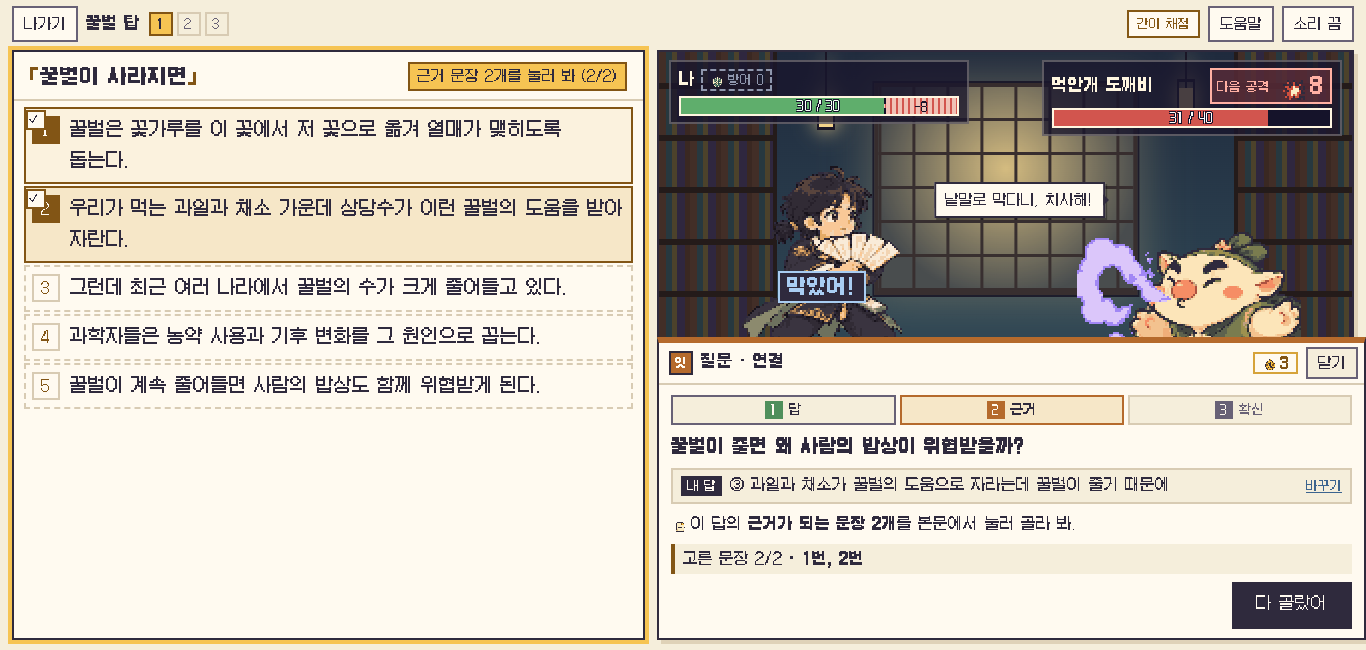 나가기 꿀벌 탑 1 2 3 간이 채점 도움말 소리 끔
「꿀벌이 사라지면」 근거 문장 2개를 눌러 봐 (2/2)
1 꿀벌은 꽃가루를 이 꽃에서 저 꽃으로 옮겨 열매가 맺히도록
돕는다.
2 우리가 먹는 과일과 채소 가운데 상당수가 이런 꿀벌의 도움을 받아
자란다.
3 그런데 최근 여러 나라에서 꿀벌의 수가 크게 줄어들고 있다.
4 과학자들은 농약 사용과 기후 변화를 그 원인으로 꼽는다.
5 꿀벌이 계속 줄어들면 사람의 밥상도 함께 위협받게 된다.
나 방어 0
30 / 30 -8
먹안개 도깨비 다음 공격 8
31 / 40
낱말로 막다니, 치사해!
막았어!
잇 질문 · 연결 3 닫기
1 답 2 근거 3 확신
꿀벌이 줄면 왜 사람의 밥상이 위협받을까?
내 답 ③ 과일과 채소가 꿀벌의 도움으로 자라는데 꿀벌이 줄기 때문에 바꾸기
이 답의 근거가 되는 문장 2개를 본문에서 눌러 골라 봐.
고른 문장 2/2 · 1번, 2번
다 골랐어